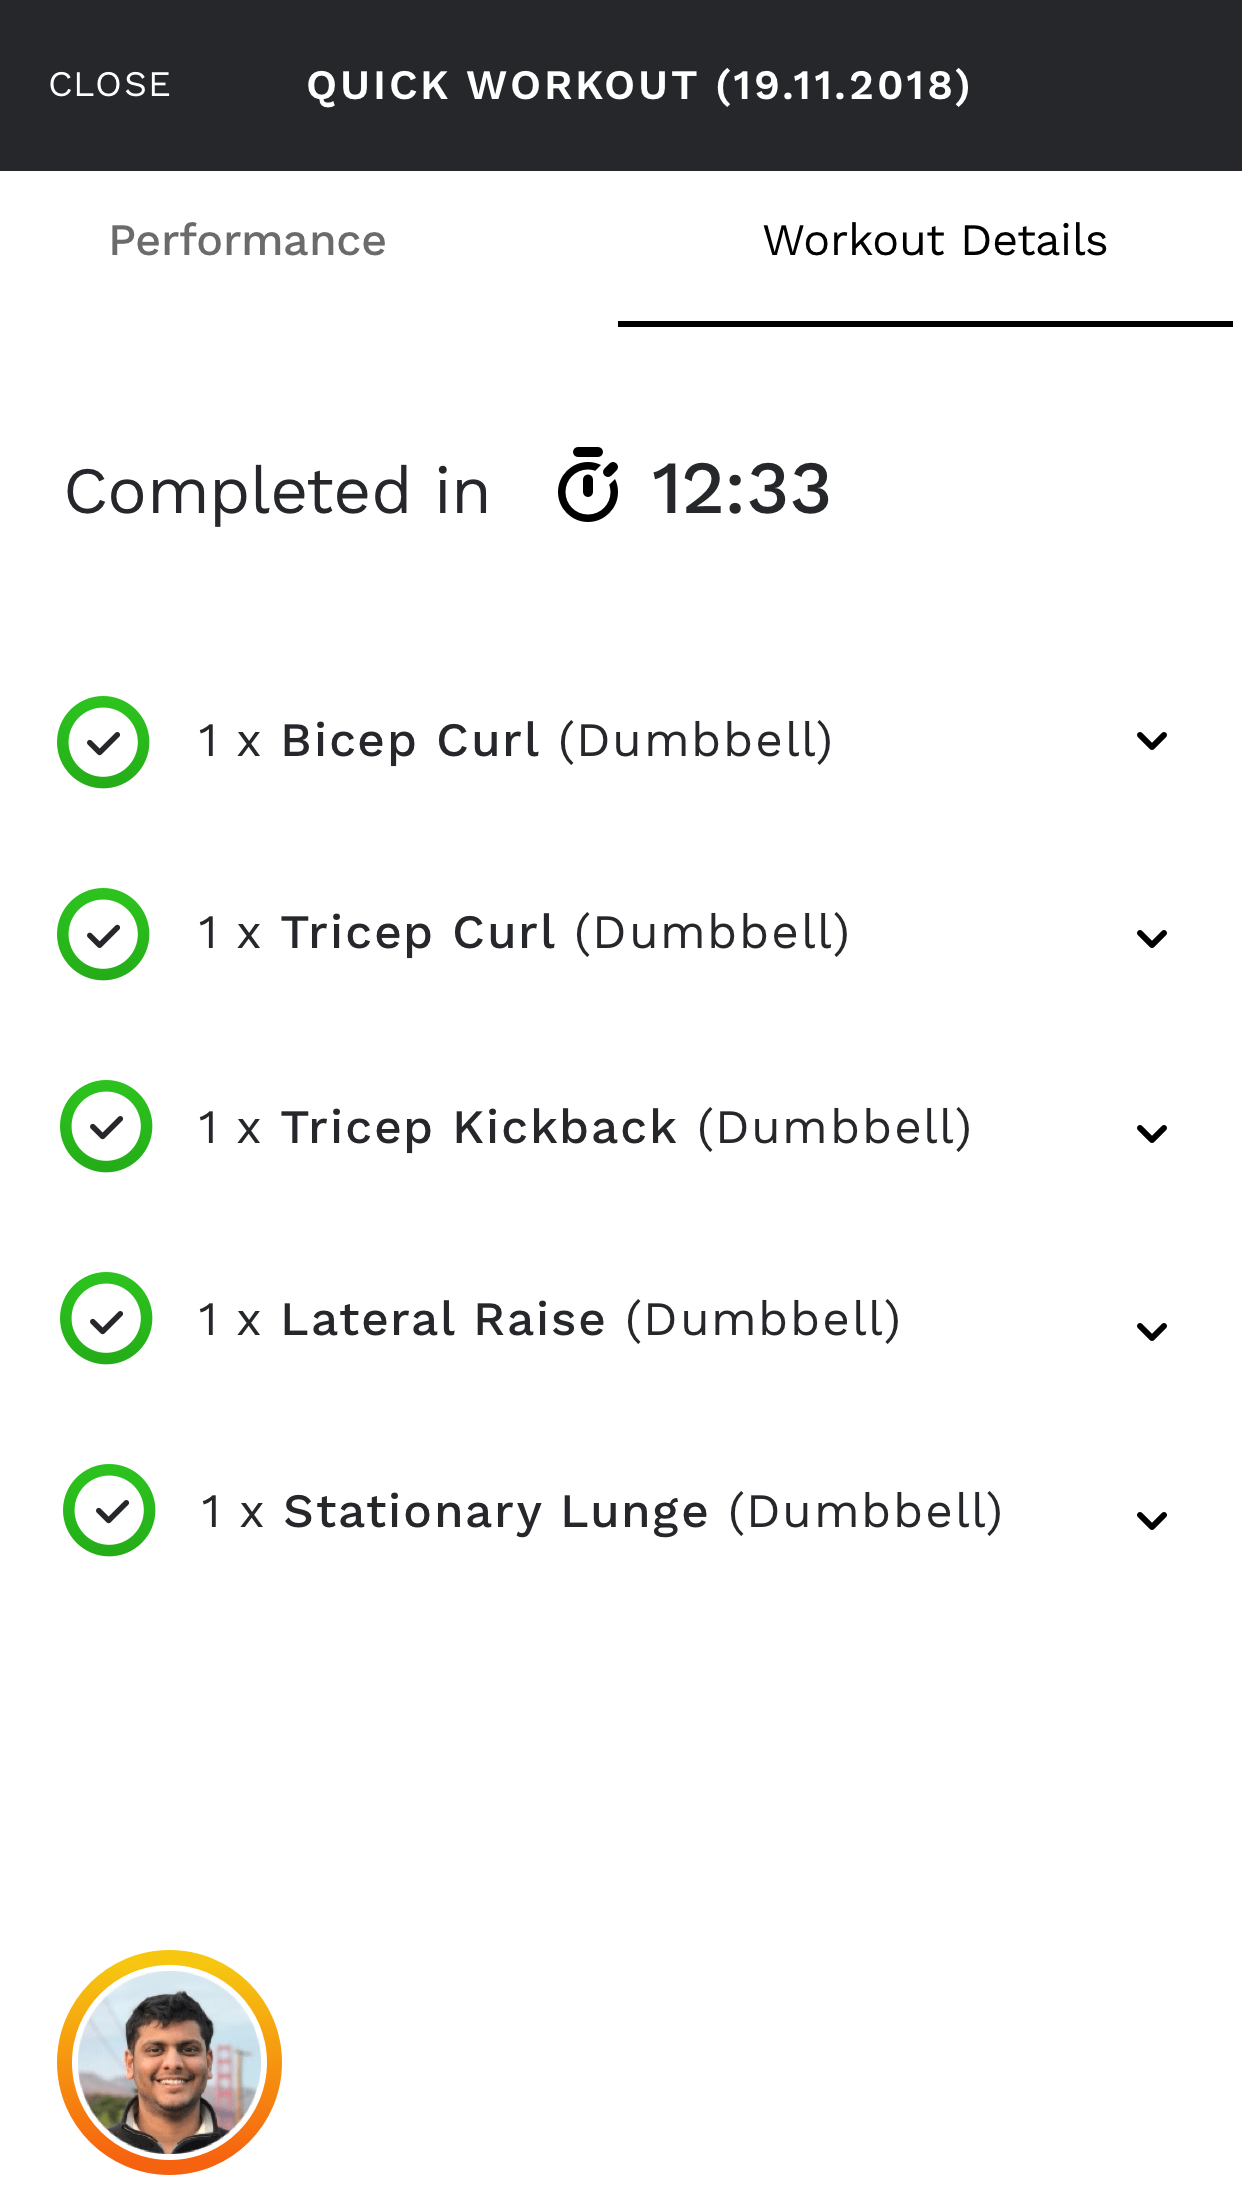 CLOSE QUICK WORKOUT (19.11.2018)
Performance Workout Details
Completed in 12:33
1 x Bicep Curl (Dumbbell)
1 x Tricep Curl (Dumbbell)
1 x Tricep Kickback (Dumbbell)
1 x Lateral Raise (Dumbbell)
1 x Stationary Lunge (Dumbbell)